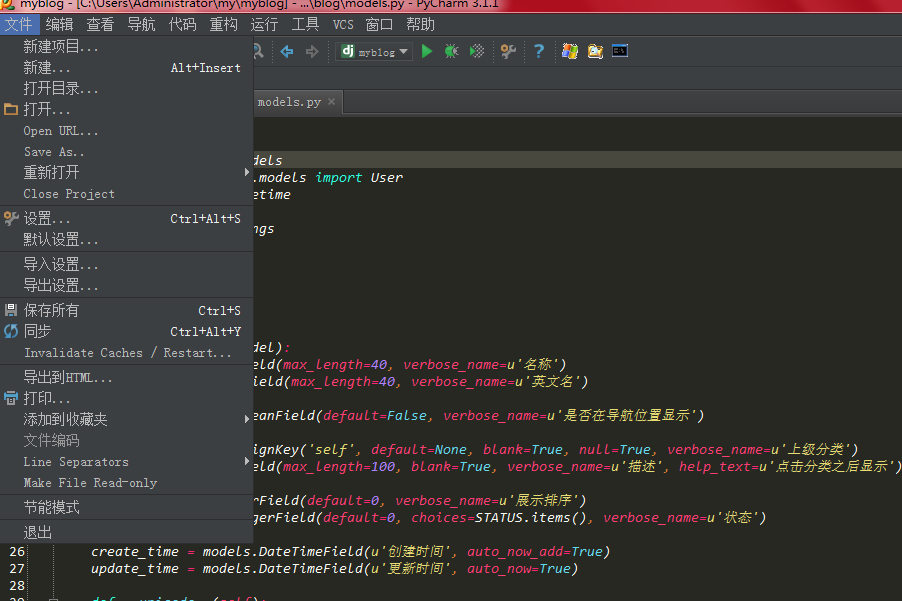 myblog - [C:\Users\Administrator\my\myblog] - ...\blog\models.py - PyCharm 3.1.1
文件 编辑 查看 导航 代码 重构 运行 工具 VCS 窗口 帮助
新建项目...
新建... Alt+Insert
打开目录...
打开...
Open URL...
Save As..
重新打开
Close Project
设置... Ctrl+Alt+S
默认设置...
导入设置...
导出设置...
保存所有 Ctrl+S
同步 Ctrl+Alt+Y
Invalidate Caches / Restart...
导出到HTML...
打印...
添加到收藏夹
文件编码
Line Separators
Make File Read-only
节能模式
退出
dj myblog
models.py
dels
.models import User
etime
ngs
del):
eld(max_length=40, verbose_name=u'名称')
ield(max_length=40, verbose_name=u'英文名')
eanField(default=False, verbose_name=u'是否在导航位置显示')
ignKey('self', default=None, blank=True, null=True, verbose_name=u'上级分类')
eld(max_length=100, blank=True, verbose_name=u'描述', help_text=u'点击分类之后显示')
rField(default=0, verbose_name=u'展示排序')
gerField(default=0, choices=STATUS.items(), verbose_name=u'状态')
26 create_time = models.DateTimeField(u'创建时间', auto_now_add=True)
27 update_time = models.DateTimeField(u'更新时间', auto_now=True)
28